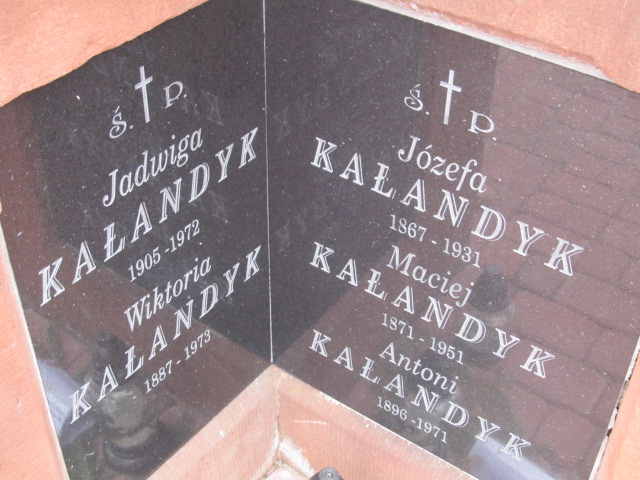 Ś. P.
Jadwiga
KAŁANDYK
1905 - 1972
Wiktoria
KAŁANDYK
1887 - 1973
Ś. P.
Józefa
KAŁANDYK
1867 - 1931
Maciej
KAŁANDYK
1871 - 1951
Antoni
KAŁANDYK
1896 - 1971